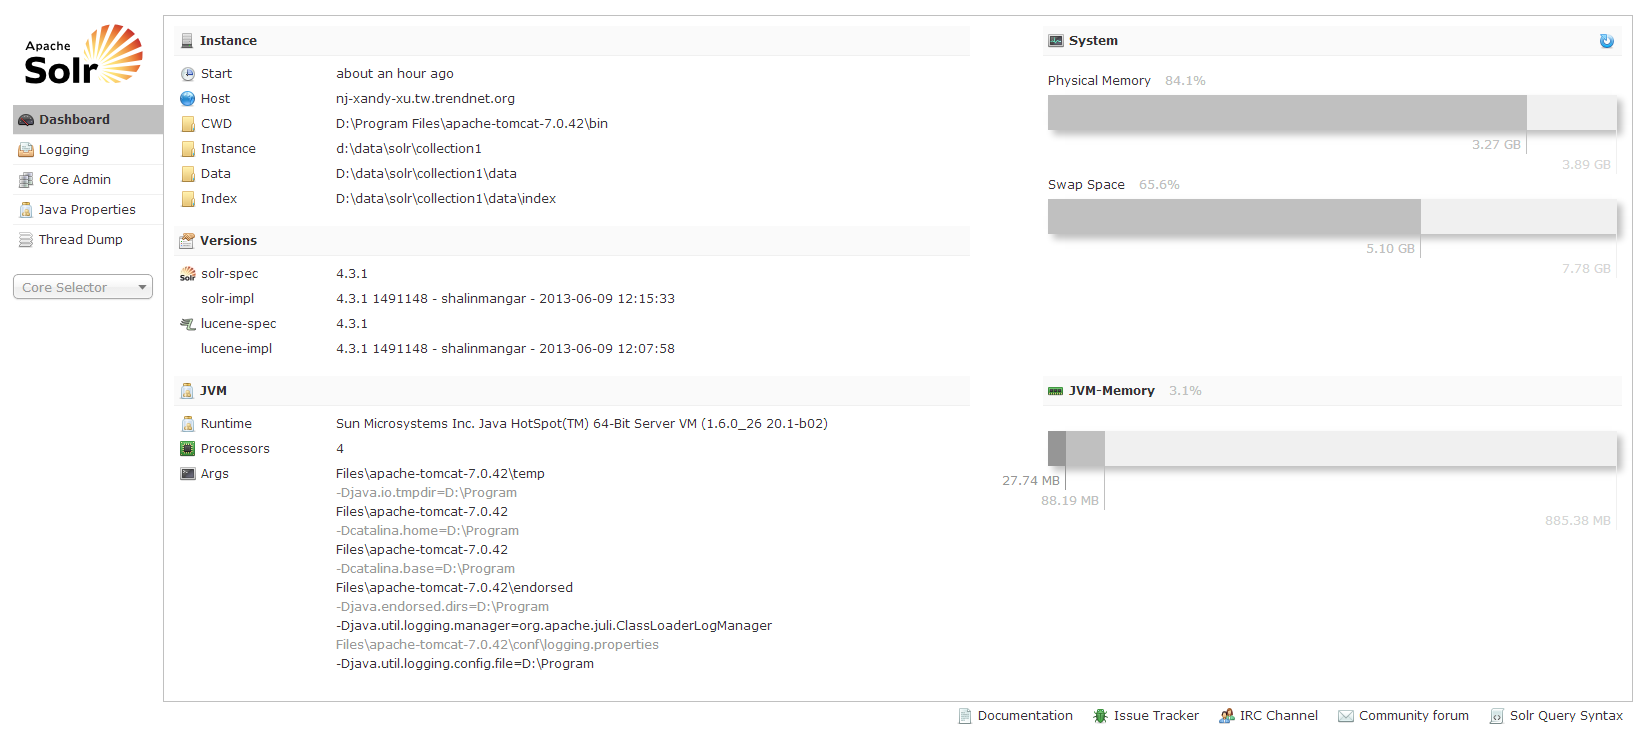 Apache
Solr
Dashboard
Logging
Core Admin
Java Properties
Thread Dump
Core Selector
Instance
Start about an hour ago
Host nj-xandy-xu.tw.trendnet.org
CWD D:\Program Files\apache-tomcat-7.0.42\bin
Instance d:\data\solr\collection1
Data D:\data\solr\collection1\data
Index D:\data\solr\collection1\data\index
Versions
solr-spec 4.3.1
solr-impl 4.3.1 1491148 - shalinmangar - 2013-06-09 12:15:33
lucene-spec 4.3.1
lucene-impl 4.3.1 1491148 - shalinmangar - 2013-06-09 12:07:58
JVM
Runtime Sun Microsystems Inc. Java HotSpot(TM) 64-Bit Server VM (1.6.0_26 20.1-b02)
Processors 4
Args Files\apache-tomcat-7.0.42\temp
-Djava.io.tmpdir=D:\Program
Files\apache-tomcat-7.0.42
-Dcatalina.home=D:\Program
Files\apache-tomcat-7.0.42
-Dcatalina.base=D:\Program
Files\apache-tomcat-7.0.42\endorsed
-Djava.endorsed.dirs=D:\Program
-Djava.util.logging.manager=org.apache.juli.ClassLoaderLogManager
Files\apache-tomcat-7.0.42\conf\logging.properties
-Djava.util.logging.config.file=D:\Program
System
Physical Memory 84.1%
3.27 GB
3.89 GB
Swap Space 65.6%
5.10 GB
7.78 GB
JVM-Memory 3.1%
27.74 MB
88.19 MB
885.38 MB
Documentation Issue Tracker IRC Channel Community forum Solr Query Syntax